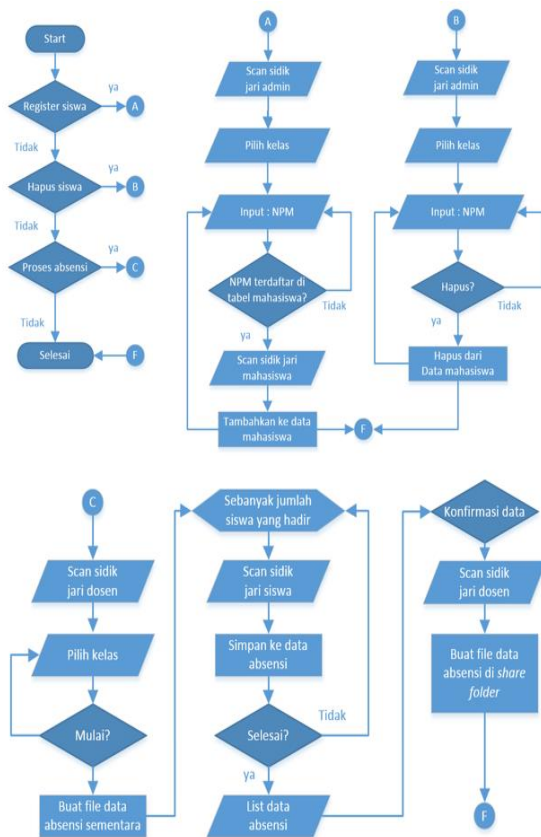 Start
Register siswa
ya
A
Tidak
Hapus siswa
ya
B
Tidak
Proses absensi
ya
C
Tidak
Selesai
F
A
Scan sidik
jari admin
Pilih kelas
Input : NPM
NPM terdaftar di
tabel mahasiswa?
Tidak
ya
Scan sidik jari
mahasiswa
Tambahkan ke data
mahasiswa
F
B
Scan sidik
jari admin
Pilih kelas
Input : NPM
Hapus?
Tidak
ya
Hapus dari
Data mahasiswa
C
Scan sidik
jari dosen
Pilih kelas
Mulai?
Buat file data
absensi sementara
Sebanyak jumlah
siswa yang hadir
Scan sidik
jari siswa
Simpan ke data
absensi
Tidak
Selesai?
ya
List data
absensi
Konfirmasi data
Scan sidik
jari dosen
Buat file data
absensi di share
folder
F